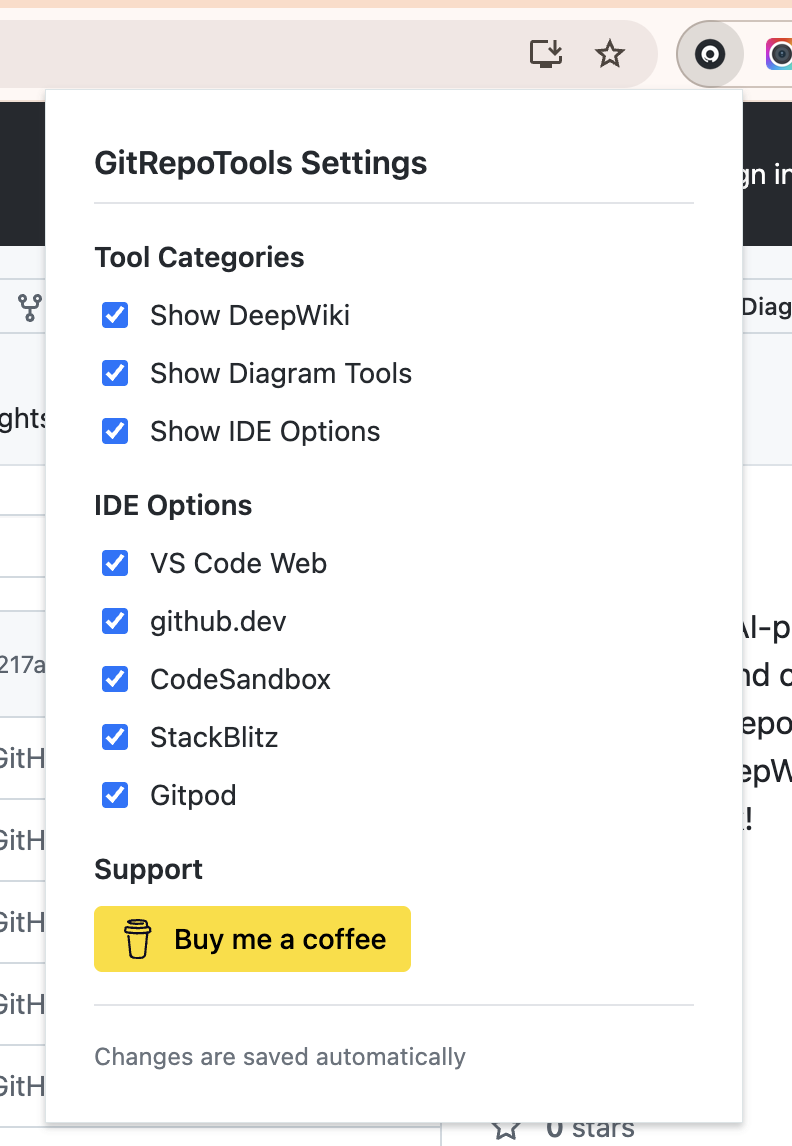 GitRepoTools Settings
gn in
Tool Categories
Show DeepWiki
Diag
Show Diagram Tools
ghts
Show IDE Options
IDE Options
VS Code Web
github.dev
AI-p
217a
CodeSandbox
nd c
epo
StackBlitz
GitH
epW
Gitpod
!
GitH
Support
GitH
Buy me a coffee
GitH
Changes are saved automatically
GitH
0 stars